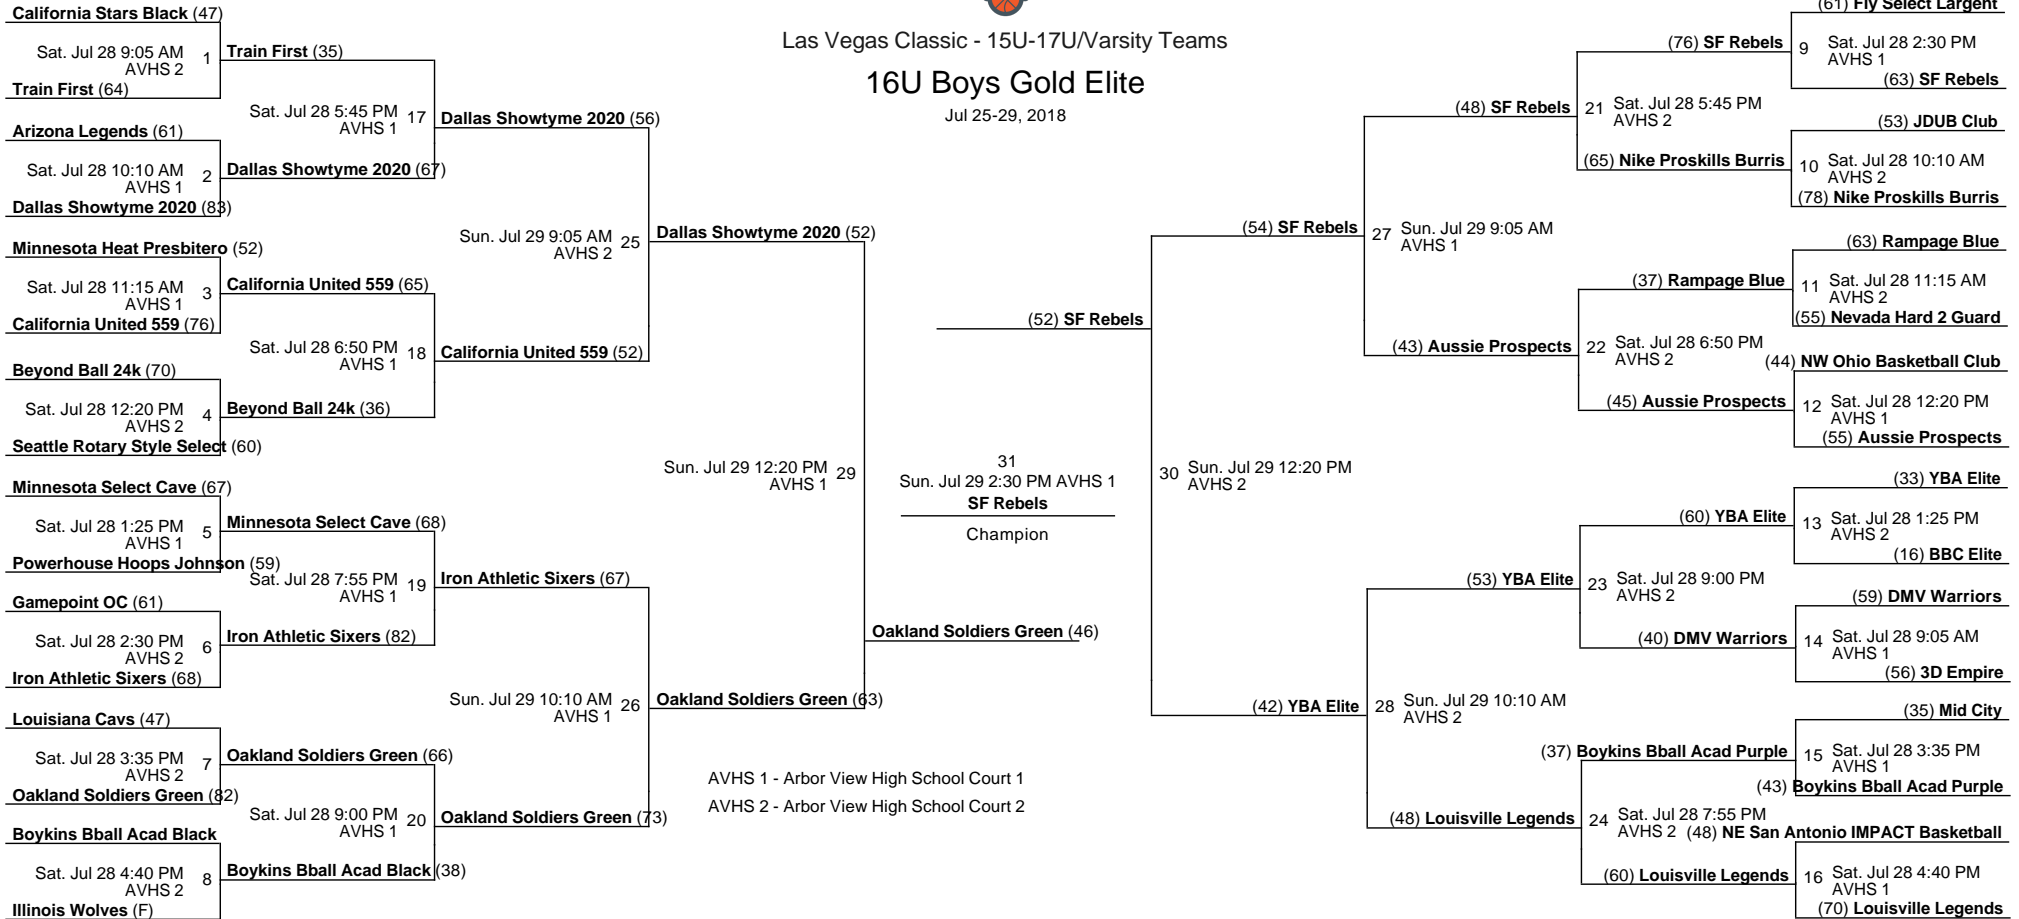 Las Vegas Classic - 15U-17U/Varsity Teams
16U Boys Gold Elite
Jul 25-29, 2018
California Stars Black (47)
Sat. Jul 28 9:05 AM 1
AVHS 2
Train First (64)
Arizona Legends (61)
Sat. Jul 28 10:10 AM 2
AVHS 1
Dallas Showtyme 2020 (83)
Minnesota Heat Presbitero (52)
Sat. Jul 28 11:15 AM 3
AVHS 1
California United 559 (76)
Beyond Ball 24k (70)
Sat. Jul 28 12:20 PM 4
AVHS 2
Seattle Rotary Style Select (60)
Minnesota Select Cave (67)
Sat. Jul 28 1:25 PM 5
AVHS 1
Powerhouse Hoops Johnson (59)
Gamepoint OC (61)
Sat. Jul 28 2:30 PM 6
AVHS 2
Iron Athletic Sixers (68)
Louisiana Cavs (47)
Sat. Jul 28 3:35 PM 7
AVHS 2
Oakland Soldiers Green (82)
Boykins Bball Acad Black
Sat. Jul 28 4:40 PM 8
AVHS 2
Illinois Wolves (F)
Train First (35)
Sat. Jul 28 5:45 PM 17
AVHS 1
Dallas Showtyme 2020 (67)
California United 559 (65)
Sat. Jul 28 6:50 PM 18
AVHS 1
Beyond Ball 24k (36)
Minnesota Select Cave (68)
Sat. Jul 28 7:55 PM 19
AVHS 1
Iron Athletic Sixers (82)
Oakland Soldiers Green (66)
Sat. Jul 28 9:00 PM 20
AVHS 1
Boykins Bball Acad Black (38)
Dallas Showtyme 2020 (56)
Sun. Jul 29 9:05 AM 25
AVHS 2
California United 559 (52)
Iron Athletic Sixers (67)
Sun. Jul 29 10:10 AM 26
AVHS 1
Oakland Soldiers Green (73)
Dallas Showtyme 2020 (52)
Sun. Jul 29 12:20 PM 29
AVHS 1
Oakland Soldiers Green (63)
Oakland Soldiers Green (46)
(52) SF Rebels
31
Sun. Jul 29 2:30 PM AVHS 1
SF Rebels
Champion
AVHS 1 - Arbor View High School Court 1
AVHS 2 - Arbor View High School Court 2
(54) SF Rebels
30 Sun. Jul 29 12:20 PM
AVHS 2
(42) YBA Elite
(48) SF Rebels
27 Sun. Jul 29 9:05 AM
AVHS 1
(43) Aussie Prospects
(53) YBA Elite
28 Sun. Jul 29 10:10 AM
AVHS 2
(48) Louisville Legends
(76) SF Rebels
21 Sat. Jul 28 5:45 PM
AVHS 2
(65) Nike Proskills Burris
(37) Rampage Blue
22 Sat. Jul 28 6:50 PM
AVHS 2
(45) Aussie Prospects
(60) YBA Elite
23 Sat. Jul 28 9:00 PM
AVHS 2
(40) DMV Warriors
(37) Boykins Bball Acad Purple
24 Sat. Jul 28 7:55 PM
AVHS 2
(60) Louisville Legends
(61) Fly Select Largent
9 Sat. Jul 28 2:30 PM
AVHS 1
(63) SF Rebels
(53) JDUB Club
10 Sat. Jul 28 10:10 AM
AVHS 2
(78) Nike Proskills Burris
(63) Rampage Blue
11 Sat. Jul 28 11:15 AM
AVHS 2
(55) Nevada Hard 2 Guard
(44) NW Ohio Basketball Club
12 Sat. Jul 28 12:20 PM
AVHS 1
(55) Aussie Prospects
(33) YBA Elite
13 Sat. Jul 28 1:25 PM
AVHS 2
(16) BBC Elite
(59) DMV Warriors
14 Sat. Jul 28 9:05 AM
AVHS 1
(56) 3D Empire
(35) Mid City
15 Sat. Jul 28 3:35 PM
AVHS 1
(43) Boykins Bball Acad Purple
(48) NE San Antonio IMPACT Basketball
16 Sat. Jul 28 4:40 PM
AVHS 1
(70) Louisville Legends